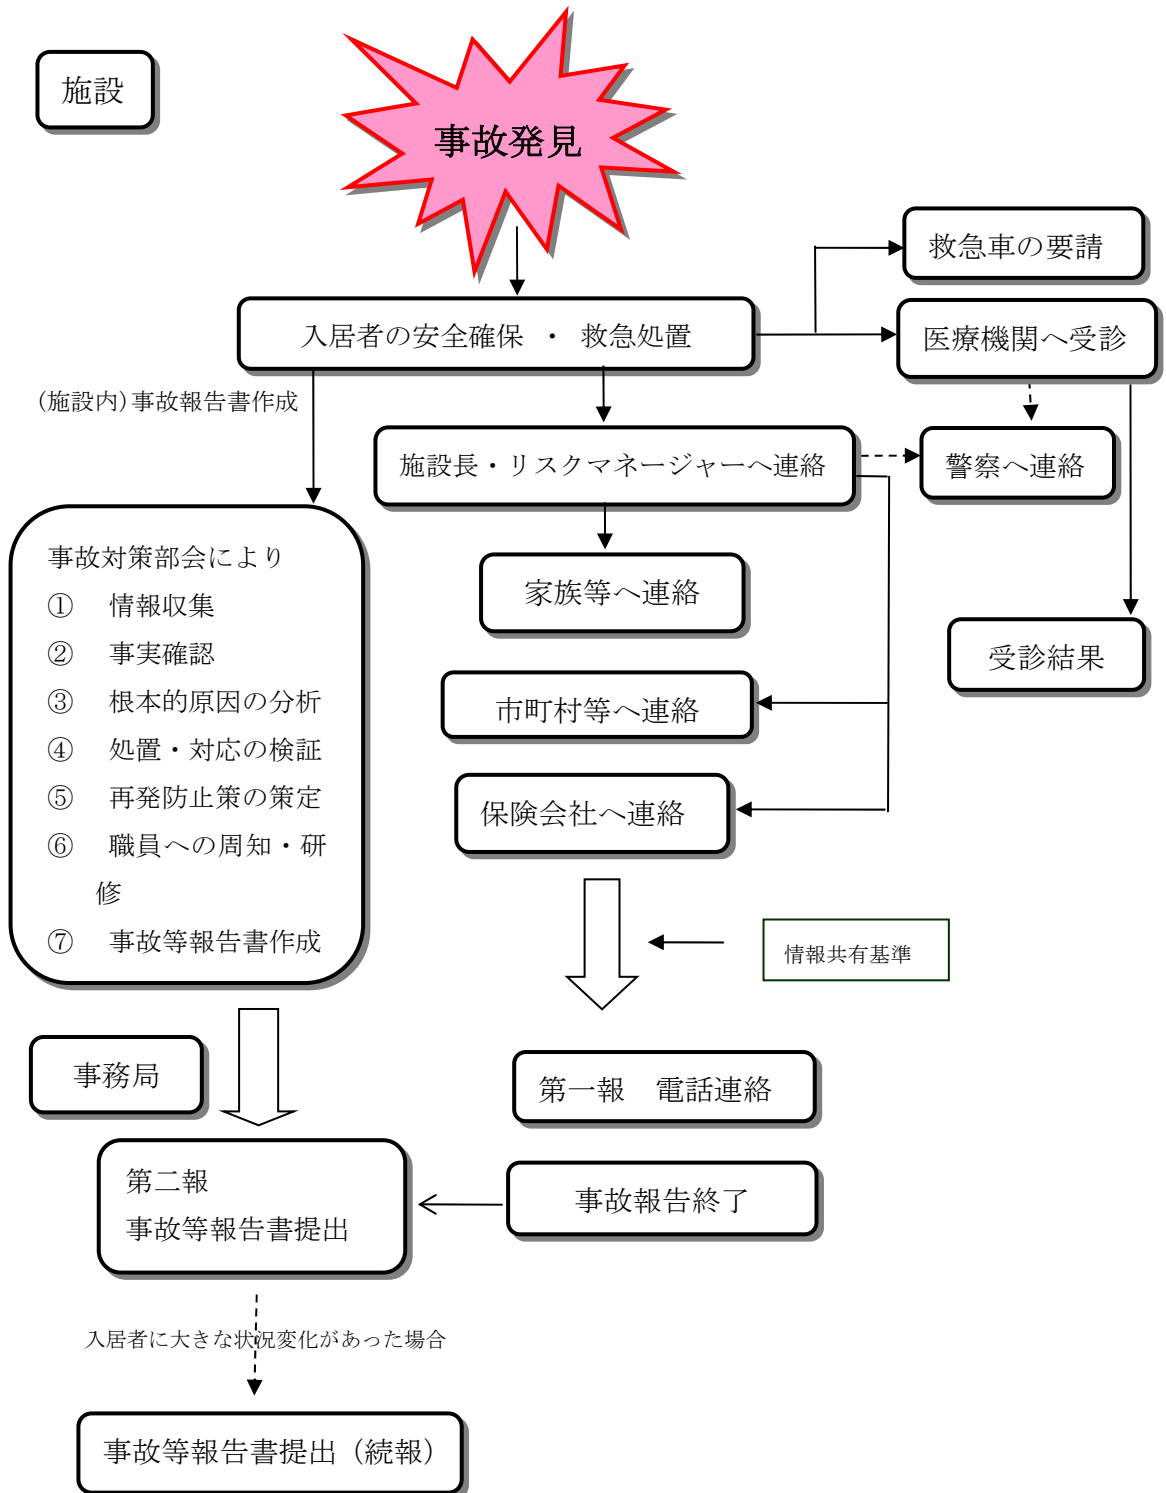 施設
事故発見
救急車の要請
入居者の安全確保 ・ 救急処置
医療機関へ受診
(施設内)事故報告書作成
施設長・リスクマネージャーへ連絡
警察へ連絡
事故対策部会により
① 情報収集
② 事実確認
③ 根本的原因の分析
④ 処置・対応の検証
⑤ 再発防止策の策定
⑥ 職員への周知・研
修
⑦ 事故等報告書作成
家族等へ連絡
受診結果
市町村等へ連絡
保険会社へ連絡
情報共有基準
事務局
第一報 電話連絡
第二報
事故等報告書提出
事故報告終了
入居者に大きな状況変化があった場合
事故等報告書提出（続報）